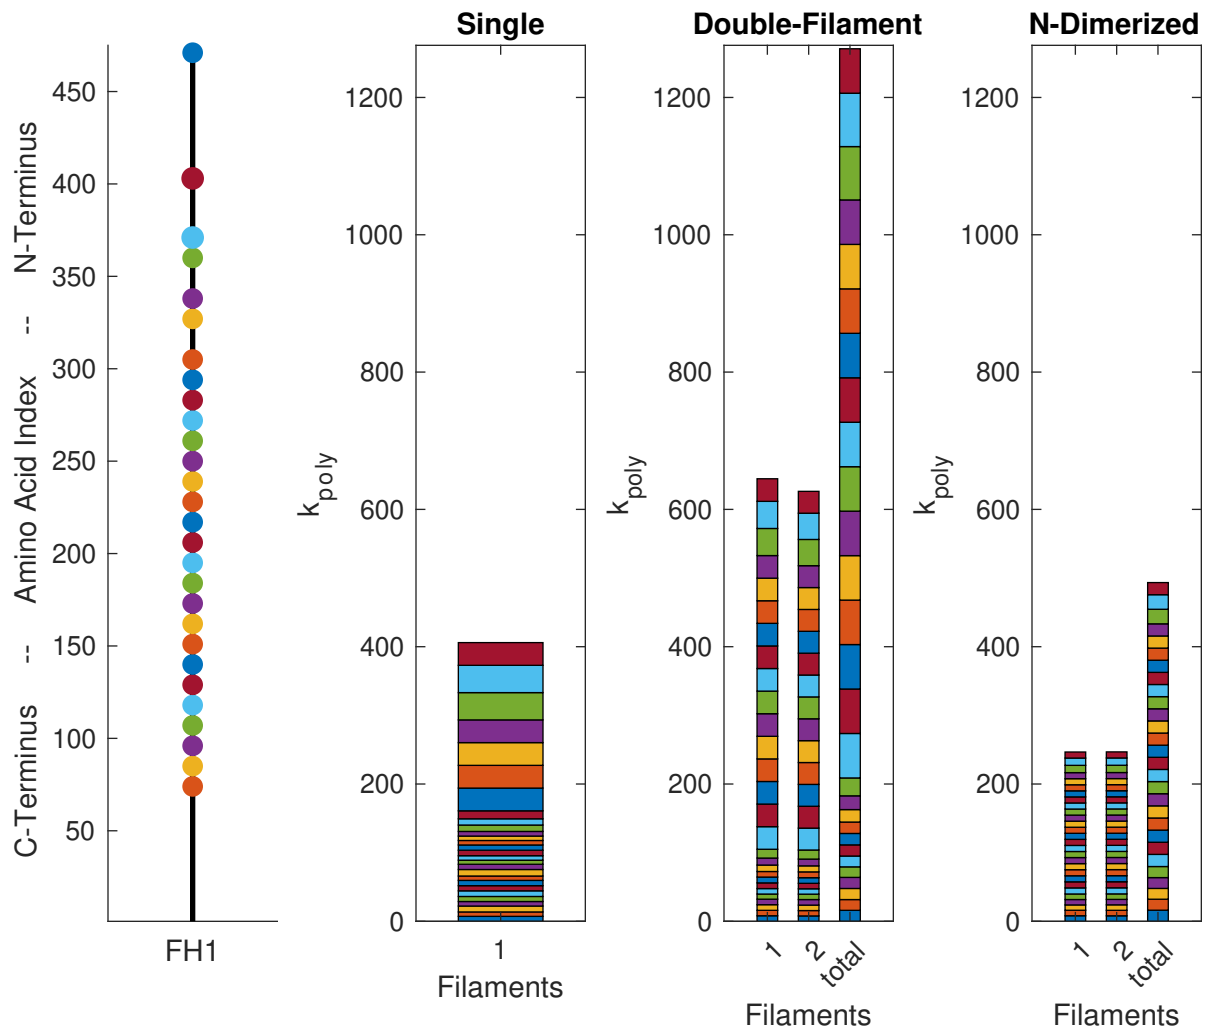 Single
Double-Filament
N-Dimerized
C-Terminus -- Amino Acid Index -- N-Terminus
450
400
350
300
250
200
150
100
50
FH1
k_poly
1200
1000
800
600
400
200
0
1
Filaments
k_poly
1200
1000
800
600
400
200
0
1
2
total
Filaments
k_poly
1200
1000
800
600
400
200
0
1
2
total
Filaments